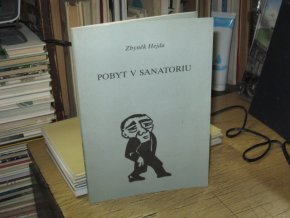 Zbyněk Hejda
POBYT V SANATORIU